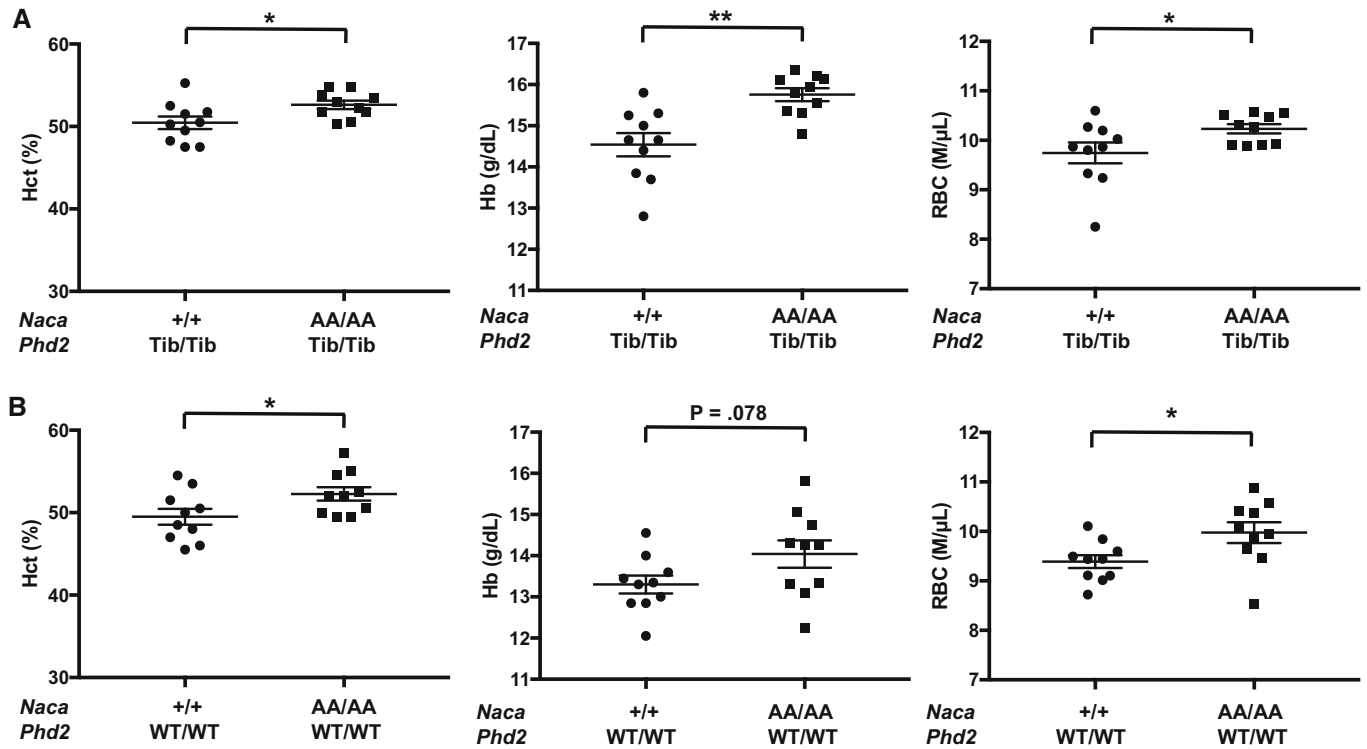 A
*
**
*
60
50
40
30
Hct (%)
17
16
15
14
13
12
11
Hb (g/dL)
12
11
10
9
8
7
RBC (M/µL)
Naca +/+ AA/AA
Phd2 Tib/Tib Tib/Tib
Naca +/+ AA/AA
Phd2 Tib/Tib Tib/Tib
Naca +/+ AA/AA
Phd2 Tib/Tib Tib/Tib
B
*
P = .078
*
60
50
40
30
Hct (%)
17
16
15
14
13
12
11
Hb (g/dL)
12
11
10
9
8
7
RBC (M/µL)
Naca +/+ AA/AA
Phd2 WT/WT WT/WT
Naca +/+ AA/AA
Phd2 WT/WT WT/WT
Naca +/+ AA/AA
Phd2 WT/WT WT/WT